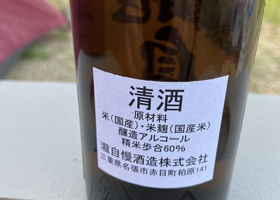 清酒
原材料
米(国産)・米麹(国産米)
醸造アルコール
精米歩合60%
瀧自慢酒造株式会社
三重県名張市赤目町柏原141